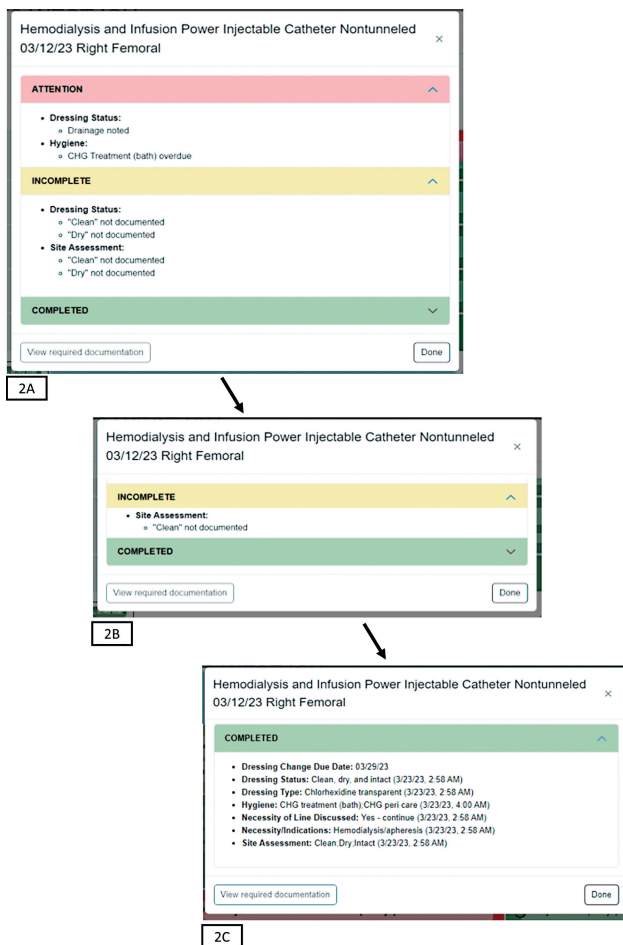 Hemodialysis and Infusion Power Injectable Catheter Nontunneled
03/12/23 Right Femoral
×
ATTENTION
• Dressing Status:
∘ Drainage noted
• Hygiene:
∘ CHG Treatment (bath) overdue
INCOMPLETE
• Dressing Status:
∘ "Clean" not documented
∘ "Dry" not documented
• Site Assessment:
∘ "Clean" not documented
∘ "Dry" not documented
COMPLETED
View required documentation
Done
2A
Hemodialysis and Infusion Power Injectable Catheter Nontunneled
03/12/23 Right Femoral
×
INCOMPLETE
• Site Assessment:
∘ "Clean" not documented
COMPLETED
View required documentation
Done
2B
Hemodialysis and Infusion Power Injectable Catheter Nontunneled
03/12/23 Right Femoral
×
COMPLETED
• Dressing Change Due Date: 03/29/23
• Dressing Status: Clean, dry, and intact (3/23/23, 2:58 AM)
• Dressing Type: Chlorhexidine transparent (3/23/23, 2:58 AM)
• Hygiene: CHG treatment (bath);CHG peri care (3/23/23, 4:00 AM)
• Necessity of Line Discussed: Yes - continue (3/23/23, 2:58 AM)
• Necessity/Indications: Hemodialysis/apheresis (3/23/23, 2:58 AM)
• Site Assessment: Clean;Dry;Intact (3/23/23, 2:58 AM)
View required documentation
Done
2C